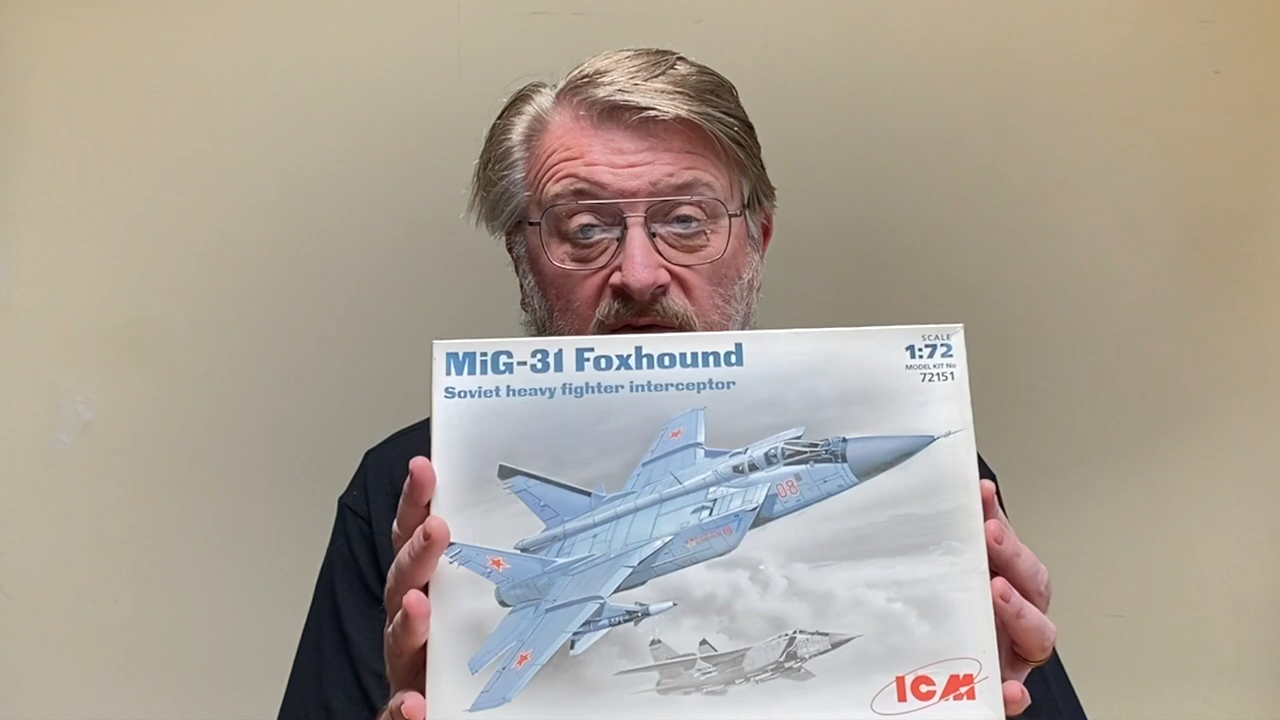 MiG-31 Foxhound
Soviet heavy fighter interceptor
SCALE
1:72
MODEL KIT No
72151
08
ICM